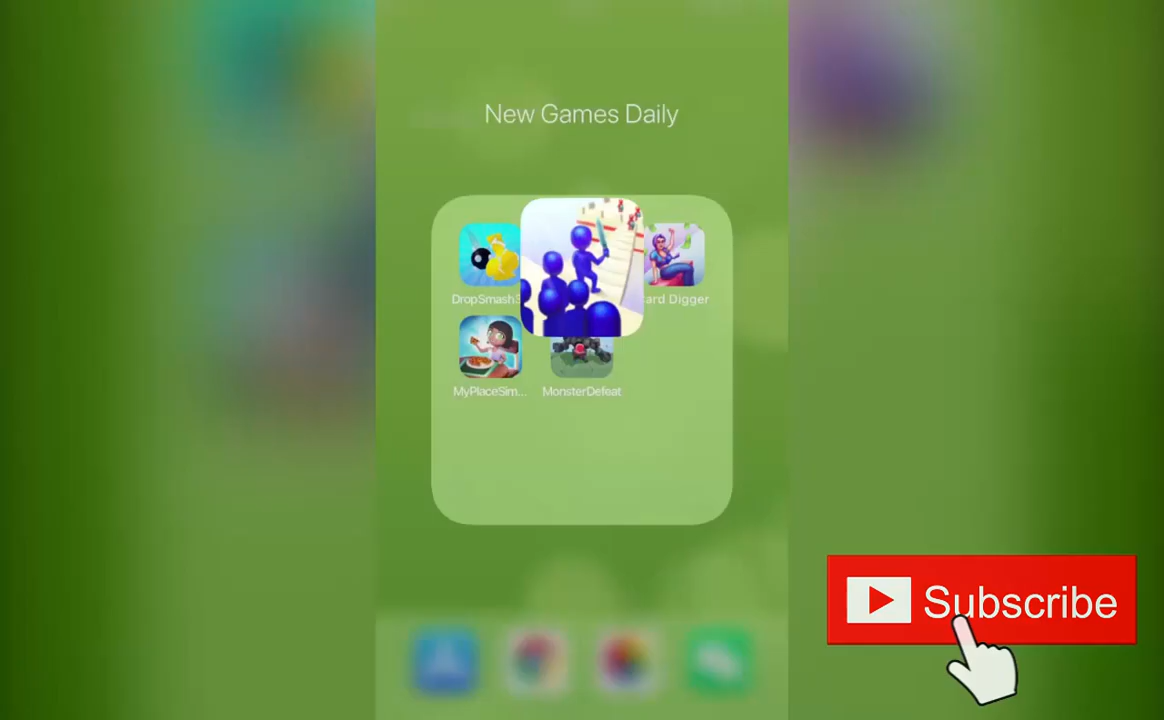 New Games Daily
DropSmash
ard Digger
MyPlaceSim...
MonsterDefeat
Subscribe